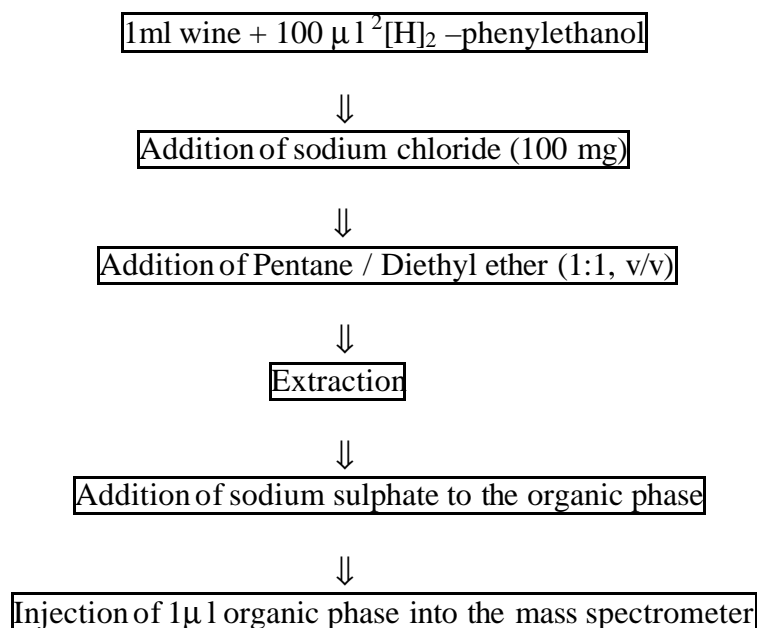 1ml wine + 100 µl ²[H]₂ –phenylethanol
⇓
Addition of sodium chloride (100 mg)
⇓
Addition of Pentane / Diethyl ether (1:1, v/v)
⇓
Extraction
⇓
Addition of sodium sulphate to the organic phase
⇓
Injection of 1µl organic phase into the mass spectrometer